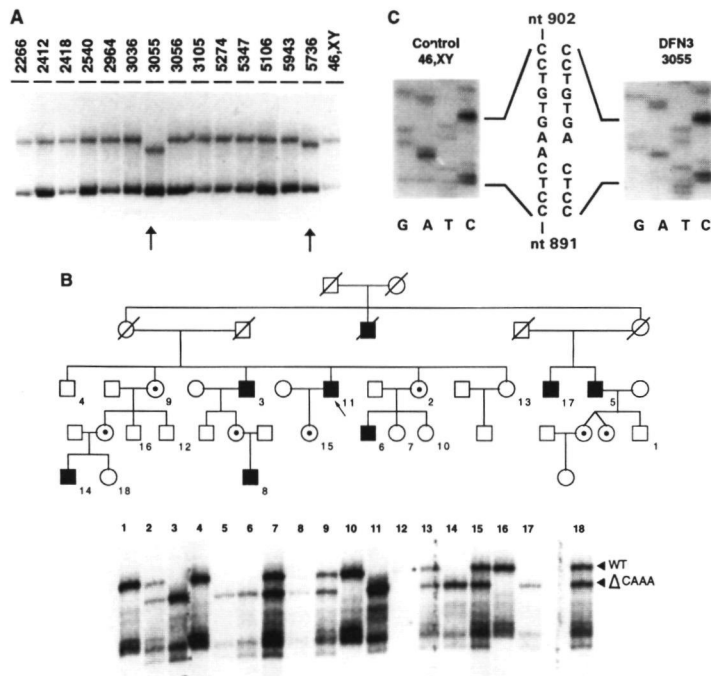 A
2266 2412 2418 2540 2964 3036 3055 3056 3105 5274 5347 5106 5943 5736 46,XY
C
nt 902
Control
46,XY
DFN3
3055
C C
C C
T T
G G
T T
G G
G A
A
A
C C
T T
C C
C C
G A T C
G A T C
nt 891
B
4 9 3 11 2 13 17 5
16 12 15 6 7 10 1
14 18 8
1 2 3 4 5 6 7 8 9 10 11 12 13 14 15 16 17 18
WT
Δ CAAA